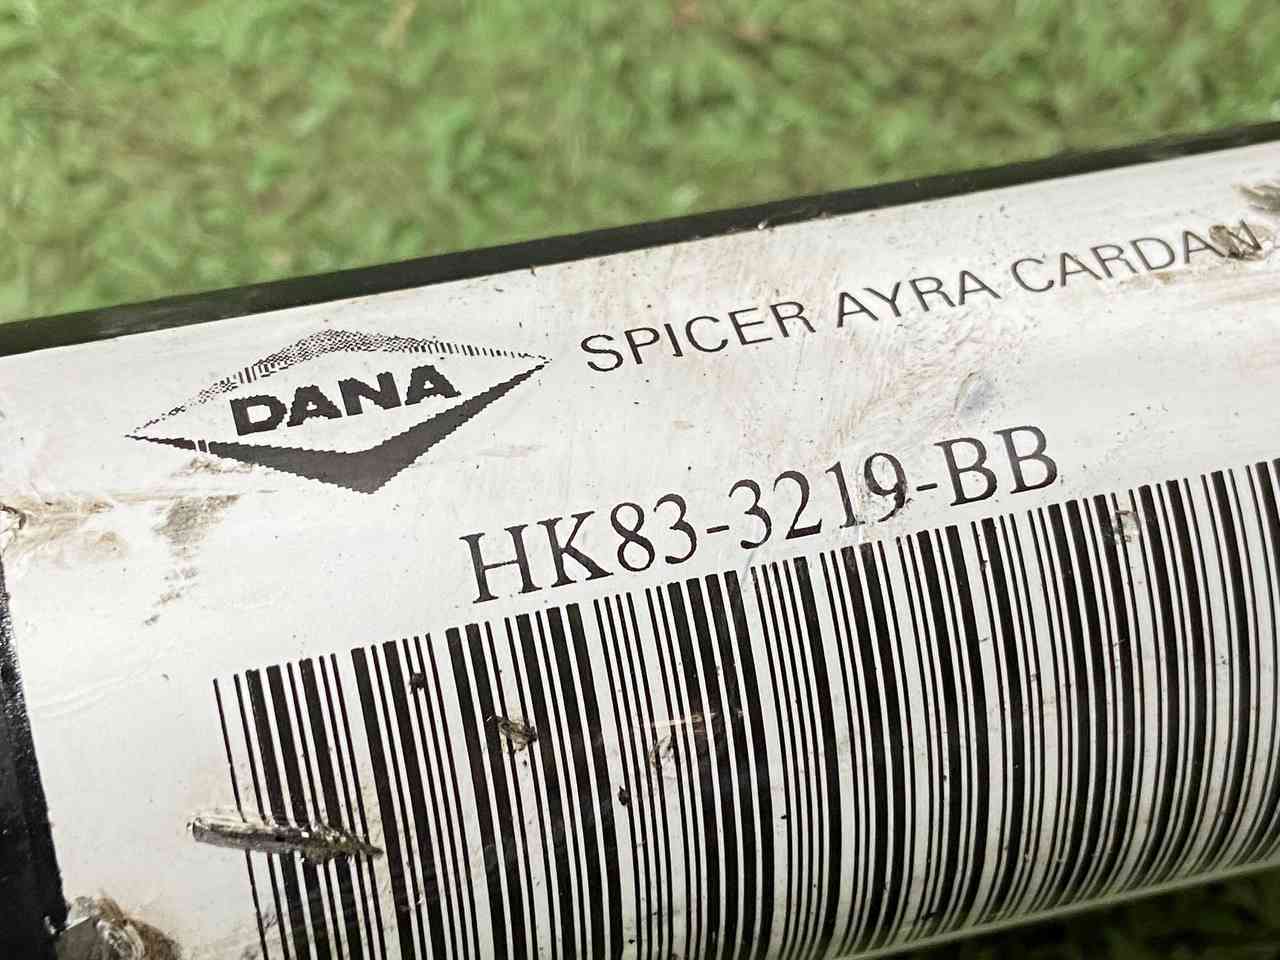 DANA
SPICER AYRA CARDAN
HK83-3219-BB